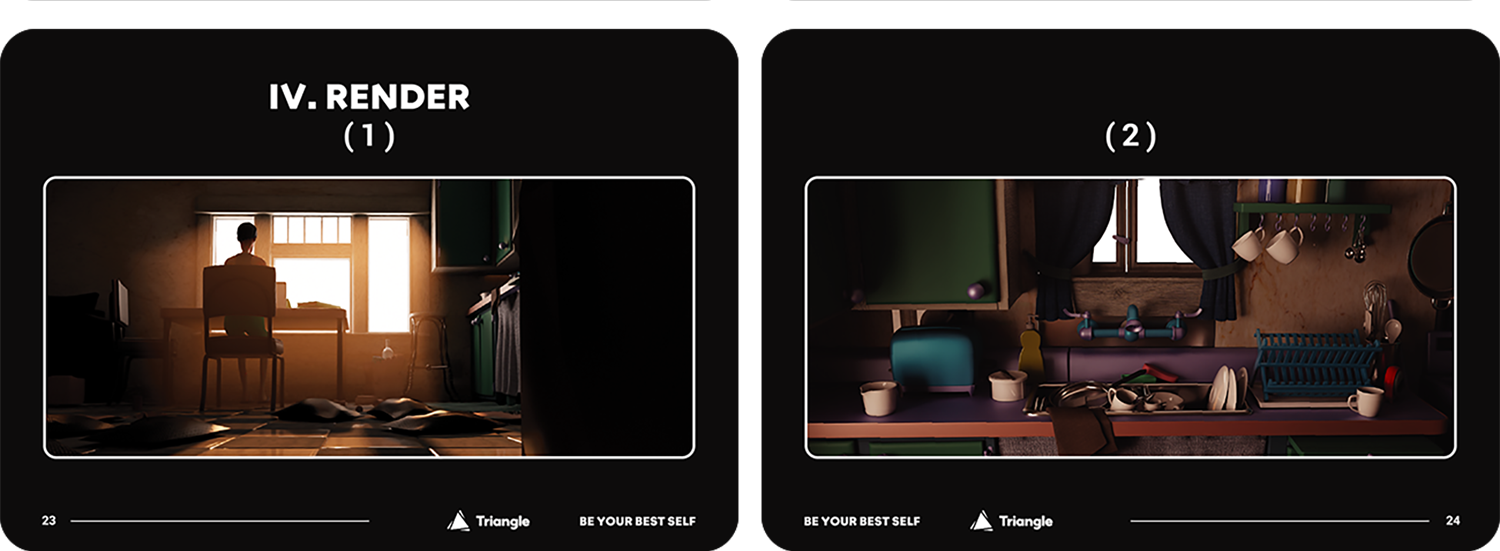 IV. RENDER
(1)
23
Triangle
BE YOUR BEST SELF
(2)
BE YOUR BEST SELF
Triangle
24